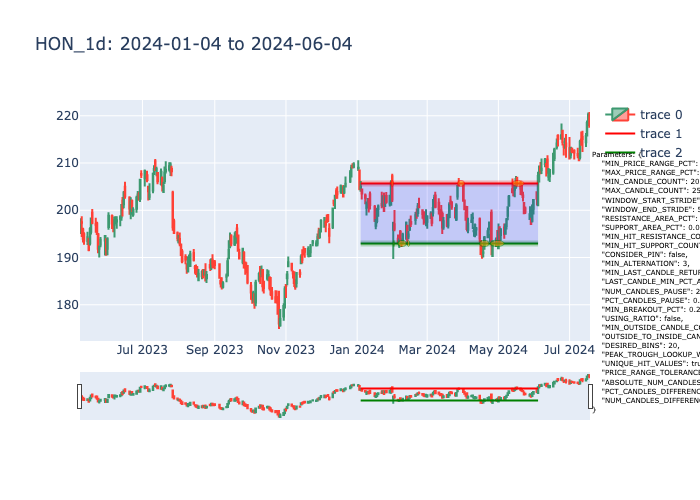 HON_1d: 2024-01-04 to 2024-06-04
220
210
200
190
180
Jul 2023
Sep 2023
Nov 2023
Jan 2024
Mar 2024
May 2024
Jul 2024
trace 0
trace 1
trace 2
Parameters: {
"MIN_PRICE_RANGE_PCT":
"MAX_PRICE_RANGE_PCT":
"MIN_CANDLE_COUNT": 20
"MAX_CANDLE_COUNT": 25
"WINDOW_START_STRIDE"
"WINDOW_END_STRIDE": 5
"RESISTANCE_AREA_PCT":
"SUPPORT_AREA_PCT": 0.0
"MIN_HIT_RESISTANCE_CO
"MIN_HIT_SUPPORT_COUNT
"CONSIDER_PIN": false,
"MIN_ALTERNATION": 3,
"MIN_LAST_CANDLE_RETUR
"LAST_CANDLE_MIN_PCT_A
"NUM_CANDLES_PAUSE": 2
"PCT_CANDLES_PAUSE": 0.
"MIN_BREAKOUT_PCT": 0.2
"USING_RATIO": false,
"MIN_OUTSIDE_CANDLE_CO
"OUTSIDE_TO_INSIDE_CAN
"DESIRED_BINS": 20,
"PEAK_TROUGH_LOOKUP_W
"UNIQUE_HIT_VALUES": tru
"PRICE_RANGE_TOLERANC
"ABSOLUTE_NUM_CANDLES
"PCT_CANDLES_DIFFERENC
"NUM_CANDLES_DIFFEREN
}